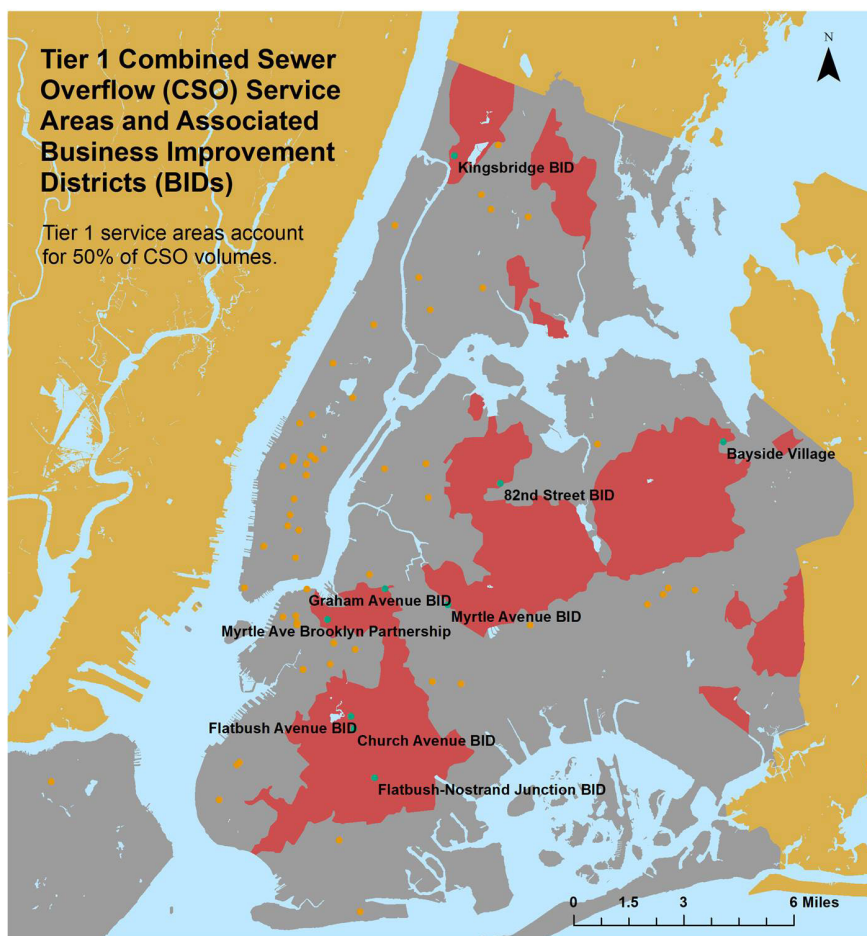 Tier 1 Combined Sewer
Overflow (CSO) Service
Areas and Associated
Business Improvement
Districts (BIDs)
Tier 1 service areas account
for 50% of CSO volumes.
N
Kingsbridge BID
Bayside Village
82nd Street BID
Graham Avenue BID
Myrtle Avenue BID
Myrtle Ave Brooklyn Partnership
Flatbush Avenue BID
Church Avenue BID
Flatbush-Nostrand Junction BID
0 1.5 3 6 Miles